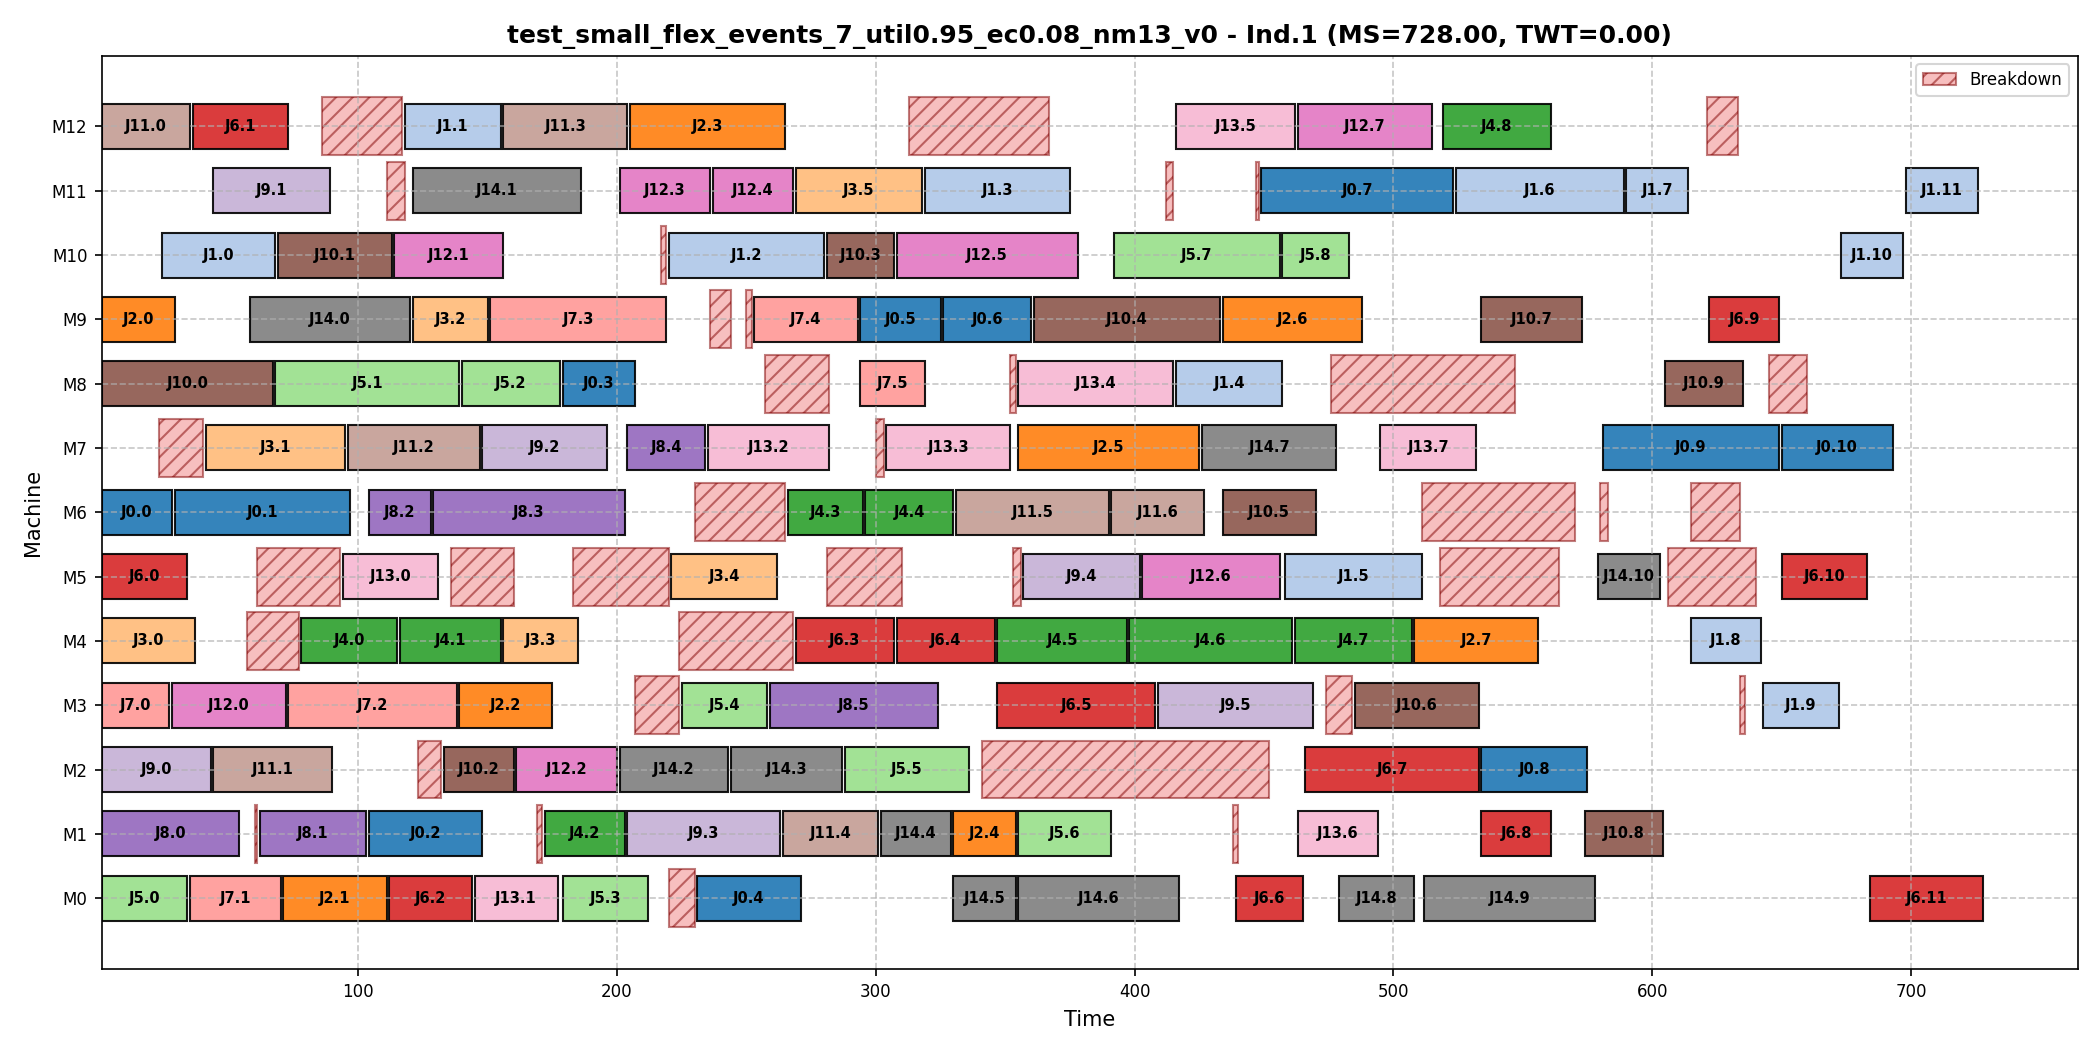 test_small_flex_events_7_util0.95_ec0.08_nm13_v0 - Ind.1 (MS=728.00, TWT=0.00)
Breakdown
M12 J11.0 J6.1 J1.1 J11.3 J2.3 J13.5 J12.7 J4.8
M11 J9.1 J14.1 J12.3 J12.4 J3.5 J1.3 J0.7 J1.6 J1.7 J1.11
M10 J1.0 J10.1 J12.1 J1.2 J10.3 J12.5 J5.7 J5.8 J1.10
M9 J2.0 J14.0 J3.2 J7.3 J7.4 J0.5 J0.6 J10.4 J2.6 J10.7 J6.9
M8 J10.0 J5.1 J5.2 J0.3 J7.5 J13.4 J1.4 J10.9
M7 J3.1 J11.2 J9.2 J8.4 J13.2 J13.3 J2.5 J14.7 J13.7 J0.9 J0.10
M6 J0.0 J0.1 J8.2 J8.3 J4.3 J4.4 J11.5 J11.6 J10.5
M5 J6.0 J13.0 J3.4 J9.4 J12.6 J1.5 J14.10 J6.10
M4 J3.0 J4.0 J4.1 J3.3 J6.3 J6.4 J4.5 J4.6 J4.7 J2.7 J1.8
M3 J7.0 J12.0 J7.2 J2.2 J5.4 J8.5 J6.5 J9.5 J10.6 J1.9
M2 J9.0 J11.1 J10.2 J12.2 J14.2 J14.3 J5.5 J6.7 J0.8
M1 J8.0 J8.1 J0.2 J4.2 J9.3 J11.4 J14.4 J2.4 J5.6 J13.6 J6.8 J10.8
M0 J5.0 J7.1 J2.1 J6.2 J13.1 J5.3 J0.4 J14.5 J14.6 J6.6 J14.8 J14.9 J6.11
Machine
100 200 300 400 500 600 700
Time